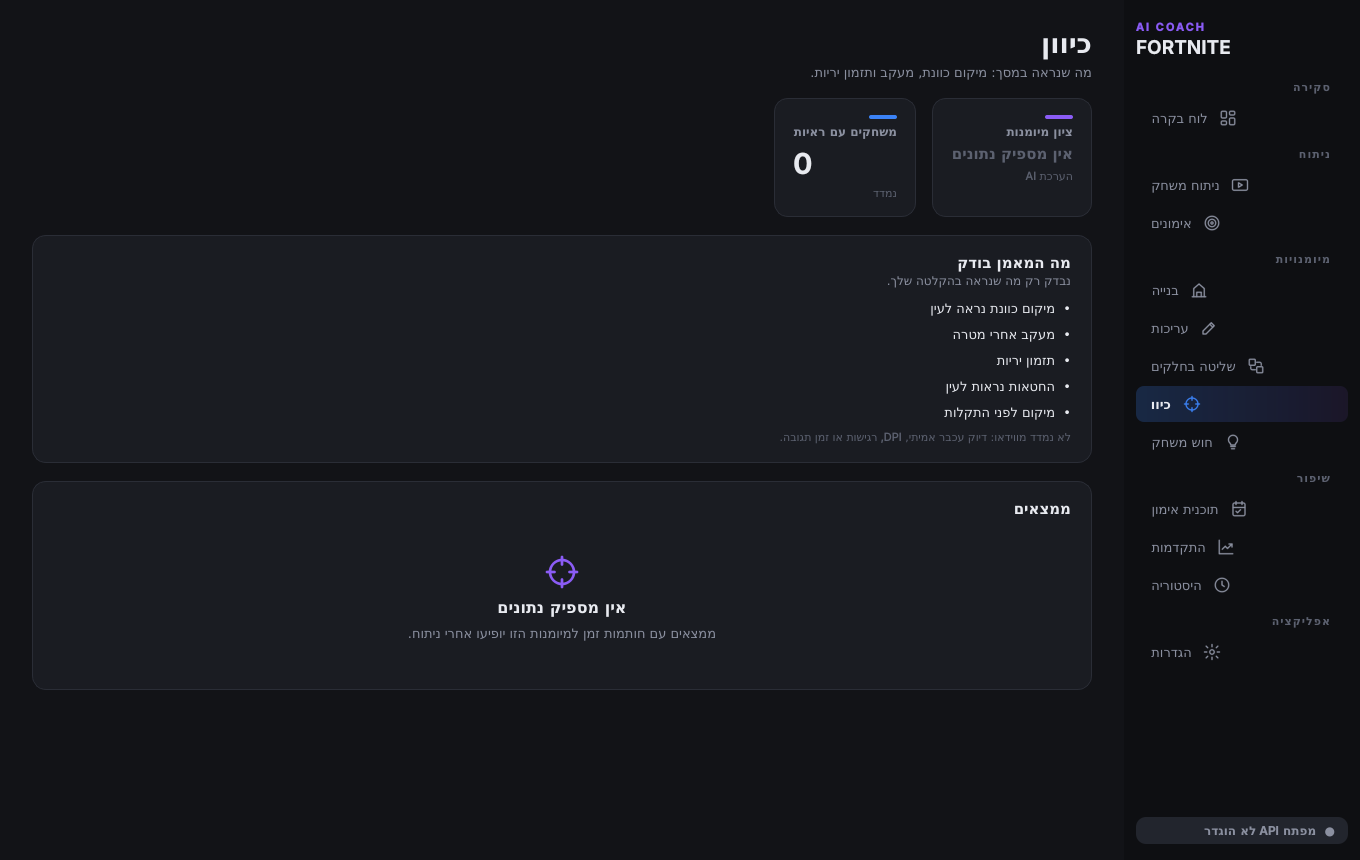 AI COACH
FORTNITE
סקירה
לוח בקרה
ניתוח
ניתוח משחק
אימונים
מיומנויות
בנייה
עריכות
שליטה בחלקים
כיוו
חוש משחק
שיפור
תוכנית אימון
התקדמות
היסטוריה
אפליקציה
הגדרות
מפתח API לא הוגדר
כיוון
מה שנראה במסך: מיקום כוונת, מעקב ותזמון יריות.
ציון מיומנות
אין מספיק נתונים
הערכת AI
משחקים עם ראיות
0
נמדד
מה המאמן בודק
נבדק רק מה שנראה בהקלטה שלך.
• מיקום כוונת נראה לעין
• מעקב אחרי מטרה
• תזמון יריות
• החטאות נראות לעין
• מיקום לפני התקלות
לא נמדד מווידאו: דיוק עכבר אמיתי, DPI, רגישות או זמן תגובה.
ממצאים
אין מספיק נתונים
ממצאים עם חותמות זמן למיומנות הזו יופיעו אחרי ניתוח.